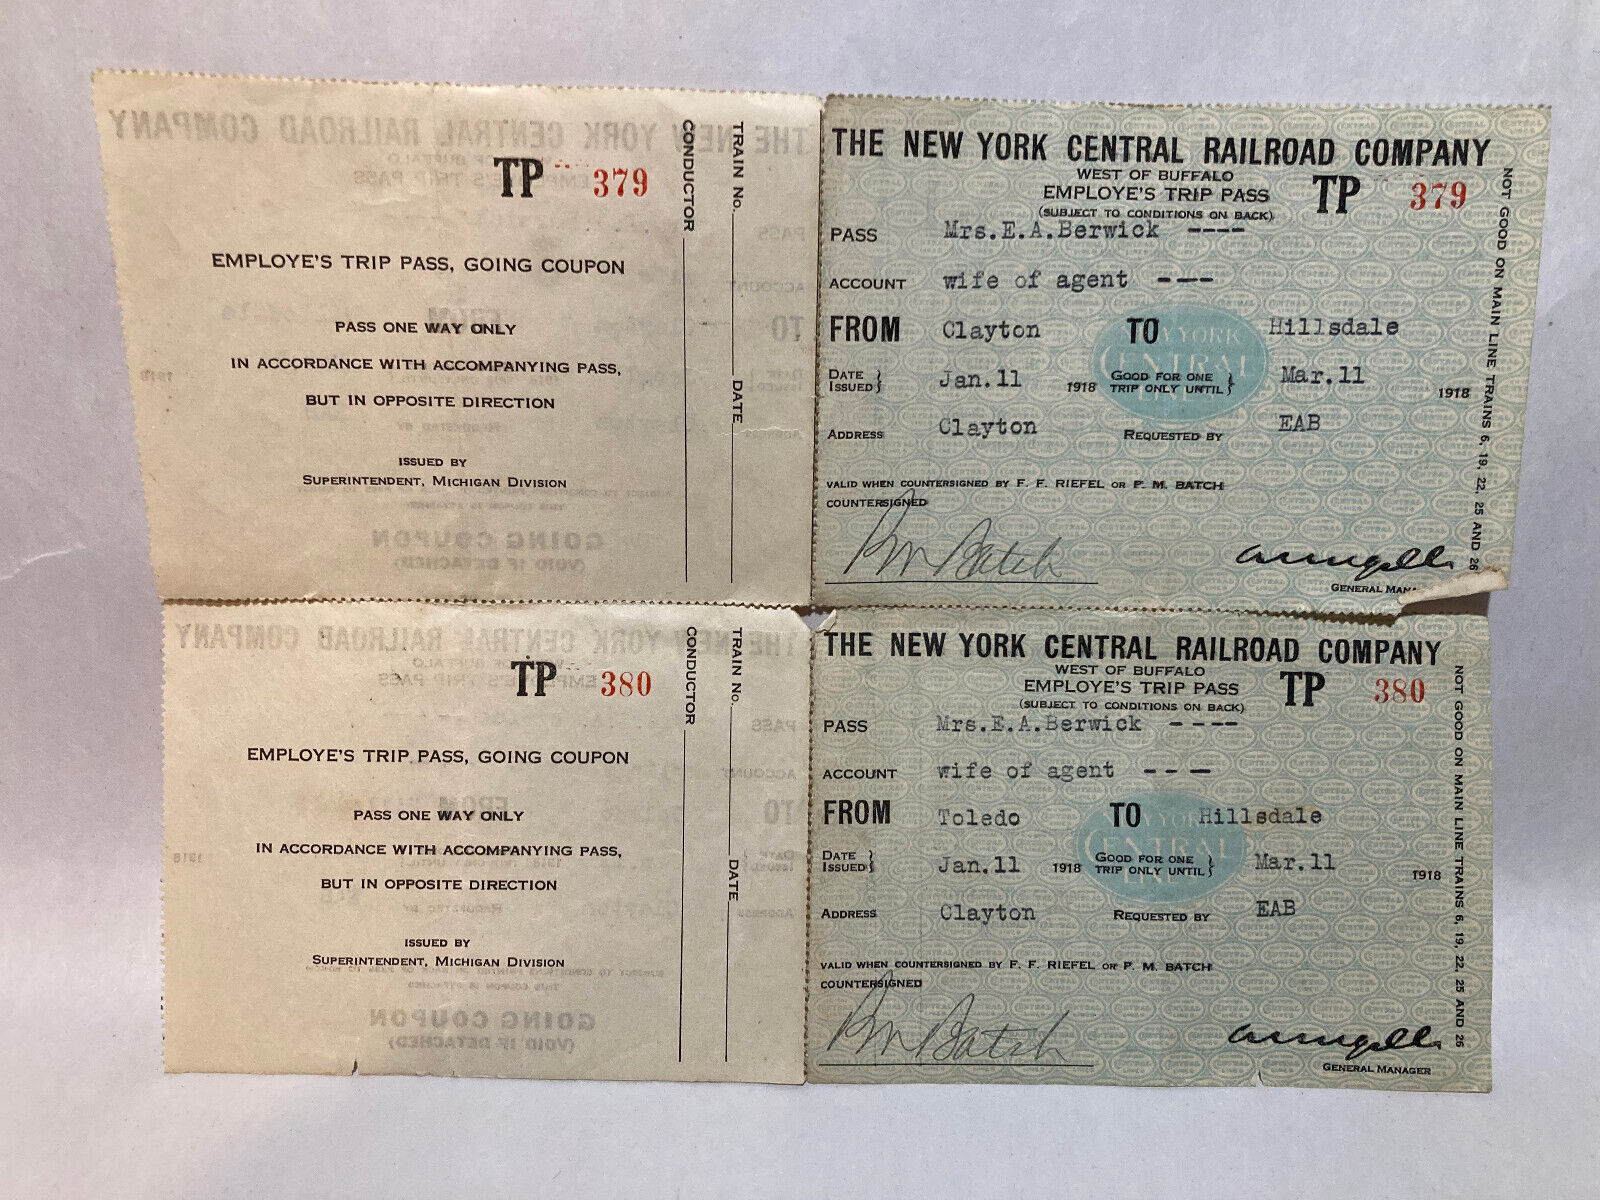 TP 379
EMPLOYE'S TRIP PASS, GOING COUPON
PASS ONE WAY ONLY
IN ACCORDANCE WITH ACCOMPANYING PASS,
BUT IN OPPOSITE DIRECTION
ISSUED BY
SUPERINTENDENT, MICHIGAN DIVISION
CONDUCTOR
TRAIN No. DATE
THE NEW YORK CENTRAL RAILROAD COMPANY
WEST OF BUFFALO
EMPLOYE'S TRIP PASS TP 379
(SUBJECT TO CONDITIONS ON BACK)
PASS Mrs.E.A.Berwick ----
ACCOUNT wife of agent ---
FROM Clayton TO Hillsdale
DATE ISSUED } Jan.11 1918 GOOD FOR ONE TRIP ONLY UNTIL } Mar.11 1918
ADDRESS Clayton REQUESTED BY EAB
VALID WHEN COUNTERSIGNED BY F. F. RIEFEL OR P. M. BATCH
COUNTERSIGNED
PM Batch
GENERAL MAN
NOT GOOD ON MAIN LINE TRAINS 6, 19, 22, 25 AND 26
NEW YORK
CENTRAL
LINES
TP 380
EMPLOYE'S TRIP PASS, GOING COUPON
PASS ONE WAY ONLY
IN ACCORDANCE WITH ACCOMPANYING PASS,
BUT IN OPPOSITE DIRECTION
ISSUED BY
SUPERINTENDENT, MICHIGAN DIVISION
CONDUCTOR
TRAIN No. DATE
THE NEW YORK CENTRAL RAILROAD COMPANY
WEST OF BUFFALO
EMPLOYE'S TRIP PASS TP 380
(SUBJECT TO CONDITIONS ON BACK)
PASS Mrs.E.A.Berwick ----
ACCOUNT wife of agent ---
FROM Toledo TO Hillsdale
DATE ISSUED } Jan.11 1918 GOOD FOR ONE TRIP ONLY UNTIL } Mar.11 1918
ADDRESS Clayton REQUESTED BY EAB
VALID WHEN COUNTERSIGNED BY F. F. RIEFEL OR P. M. BATCH
COUNTERSIGNED
PM Batch
GENERAL MANAGER
NOT GOOD ON MAIN LINE TRAINS 6, 19, 22, 25 AND 26
NEW YORK
CENTRAL
LINES